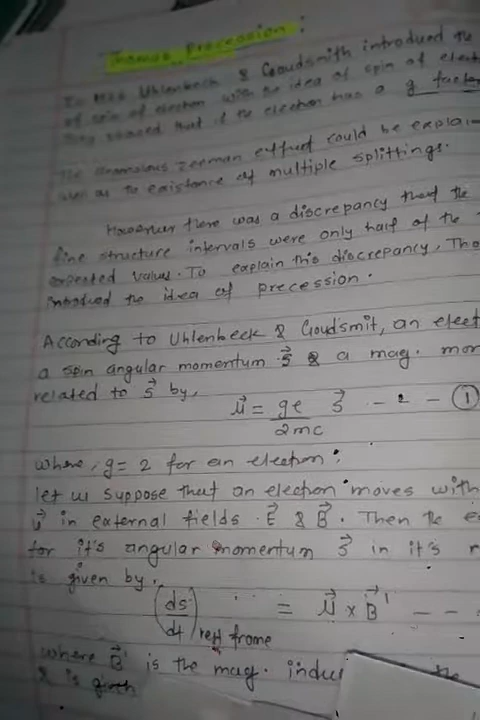 Thomas Precession :
In Uhlenbeck & Goudsmith introduced the
of spin of electron with the idea of spin of elect
They showed that if the electron has a g factor
The Anomalous Zeeman effect could be explai
such as the existance of multiple splittings.
However there was a discrepancy that the
fine structure intervals were only half of the
expected values. To explain this discrepancy, Tho
introduced the idea of precession.
According to Uhlenbeck & Goudsmit, an elect
a spin angular momentum S⃗ & a mag. mom
related to S⃗ by,
μ⃗ = ge/2mc S⃗ - - - ①
where, g = 2 for an electron.
let us suppose that an electron moves with
v⃗ in external fields E⃗ & B⃗. Then the e
for it's angular momentum S⃗ in it's r
is given by,
(ds/dt) rest frame = μ⃗ x B⃗' - -
where B⃗' is the mag. induc the
& is given